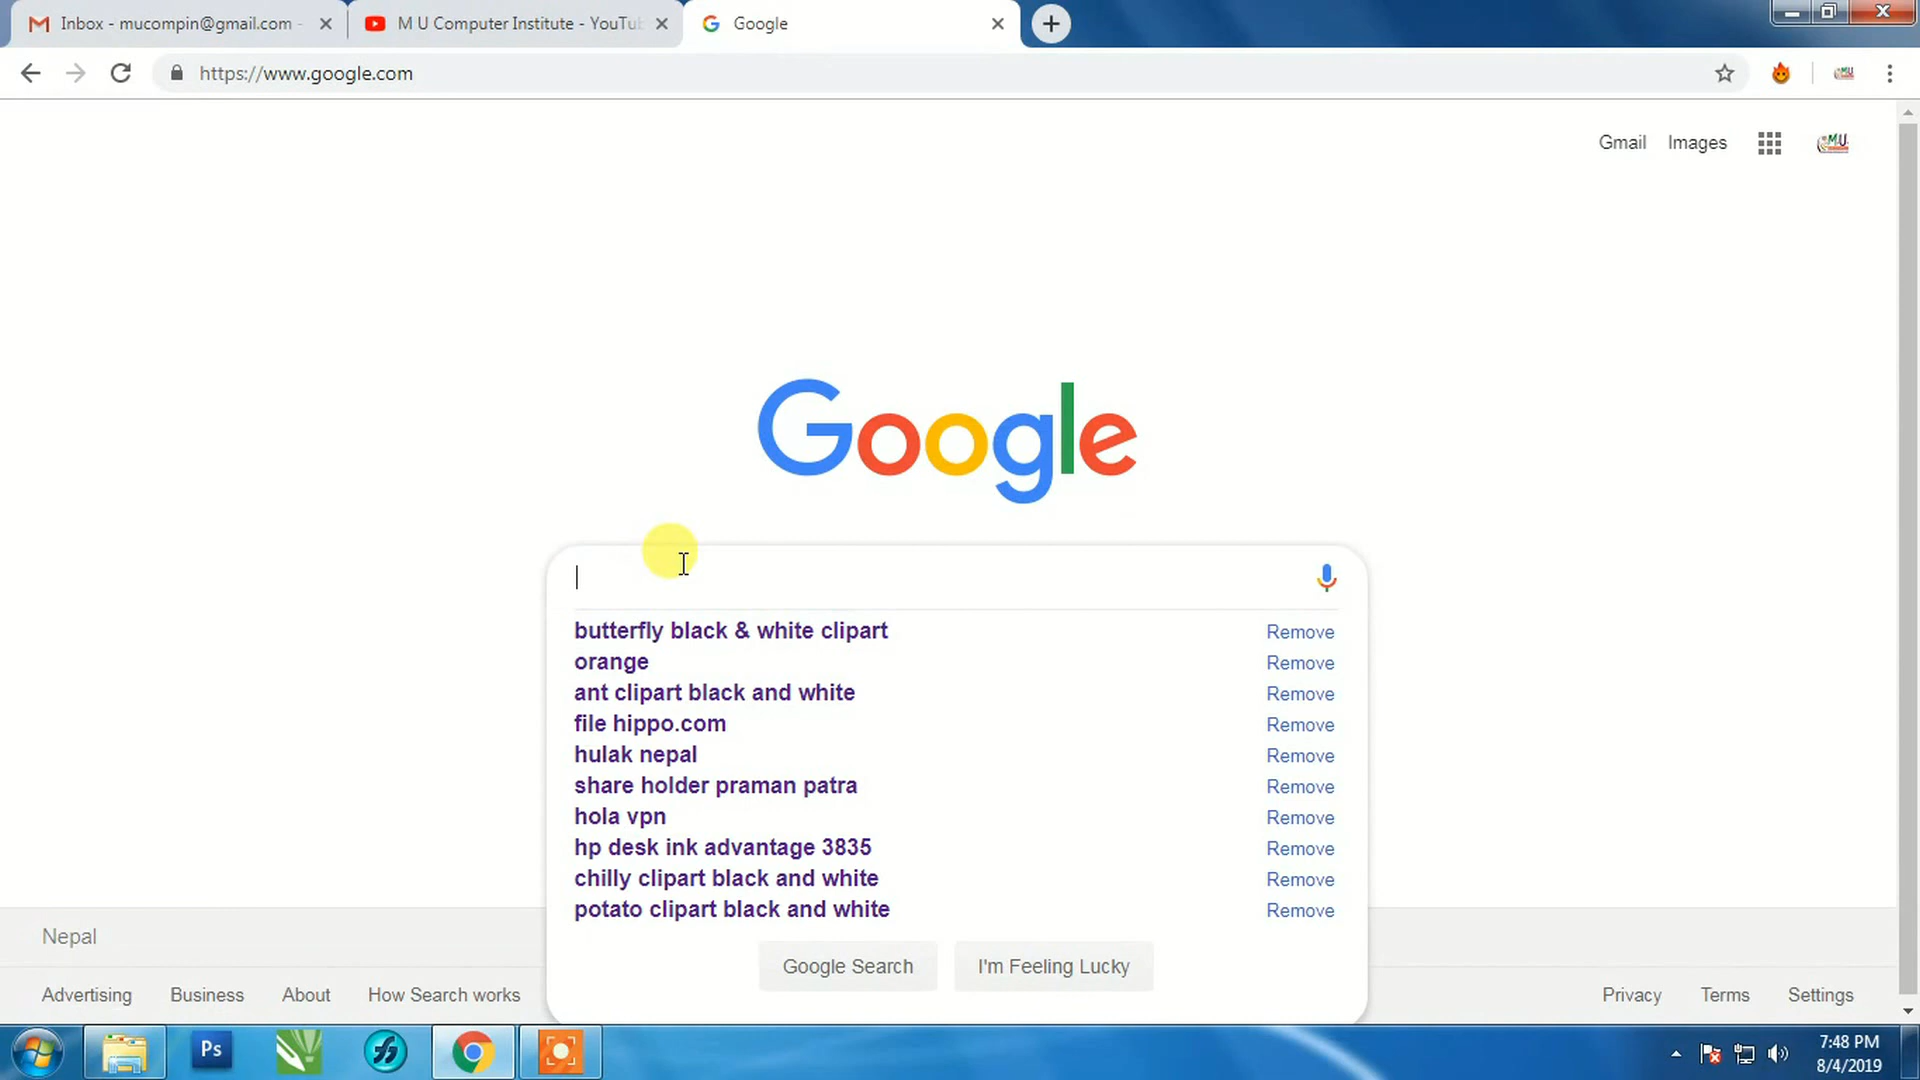 Inbox - mucompin@gmail.com -
M U Computer Institute - YouTu
Google
https://www.google.com
Gmail
Images
M.U.
Google
butterfly black & white clipart Remove
orange Remove
ant clipart black and white Remove
file hippo.com Remove
hulak nepal Remove
share holder praman patra Remove
hola vpn Remove
hp desk ink advantage 3835 Remove
chilly clipart black and white Remove
potato clipart black and white Remove
Google Search
I'm Feeling Lucky
Nepal
Advertising
Business
About
How Search works
Privacy
Terms
Settings
Ps
7:48 PM
8/4/2019